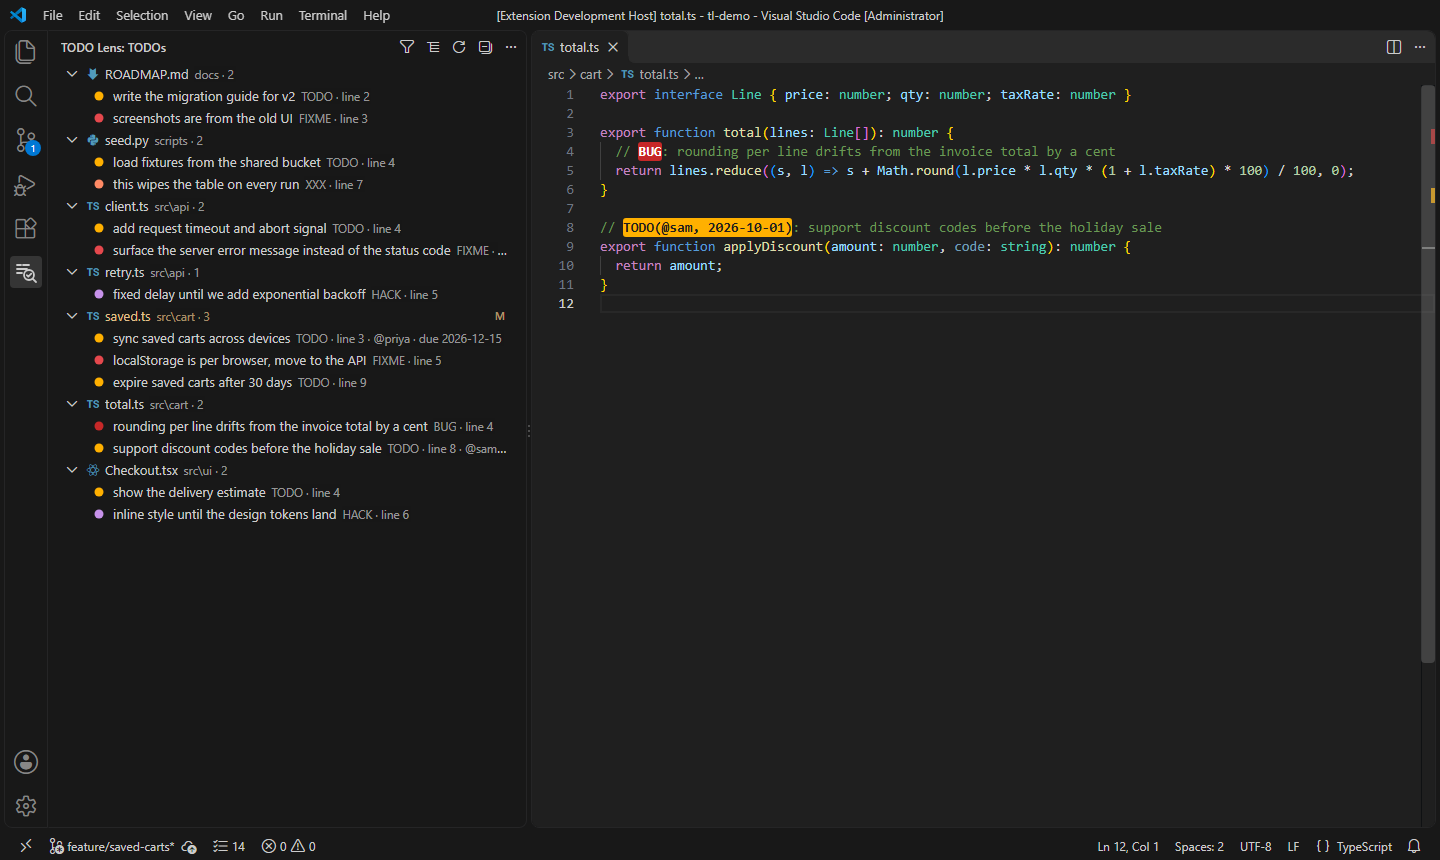 File Edit Selection View Go Run Terminal Help
[Extension Development Host] total.ts - tl-demo - Visual Studio Code [Administrator]
TODO Lens: TODOs
ROADMAP.md docs · 2
write the migration guide for v2 TODO · line 2
screenshots are from the old UI FIXME · line 3
seed.py scripts · 2
load fixtures from the shared bucket TODO · line 4
this wipes the table on every run XXX · line 7
TS client.ts src\api · 2
add request timeout and abort signal TODO · line 4
surface the server error message instead of the status code FIXME · ...
TS retry.ts src\api · 1
fixed delay until we add exponential backoff HACK · line 5
TS saved.ts src\cart · 3 M
sync saved carts across devices TODO · line 3 · @priya · due 2026-12-15
localStorage is per browser, move to the API FIXME · line 5
expire saved carts after 30 days TODO · line 9
TS total.ts src\cart · 2
rounding per line drifts from the invoice total by a cent BUG · line 4
support discount codes before the holiday sale TODO · line 8 · @sam...
Checkout.tsx src\ui · 2
show the delivery estimate TODO · line 4
inline style until the design tokens land HACK · line 6
1
TS total.ts
src > cart > TS total.ts > ...
1 export interface Line { price: number; qty: number; taxRate: number }
2
3 export function total(lines: Line[]): number {
4 // BUG: rounding per line drifts from the invoice total by a cent
5 return lines.reduce((s, l) => s + Math.round(l.price * l.qty * (1 + l.taxRate) * 100) / 100, 0);
6 }
7
8 // TODO(@sam, 2026-10-01): support discount codes before the holiday sale
9 export function applyDiscount(amount: number, code: string): number {
10 return amount;
11 }
12
feature/saved-carts* 14 0 0
Ln 12, Col 1 Spaces: 2 UTF-8 LF { } TypeScript